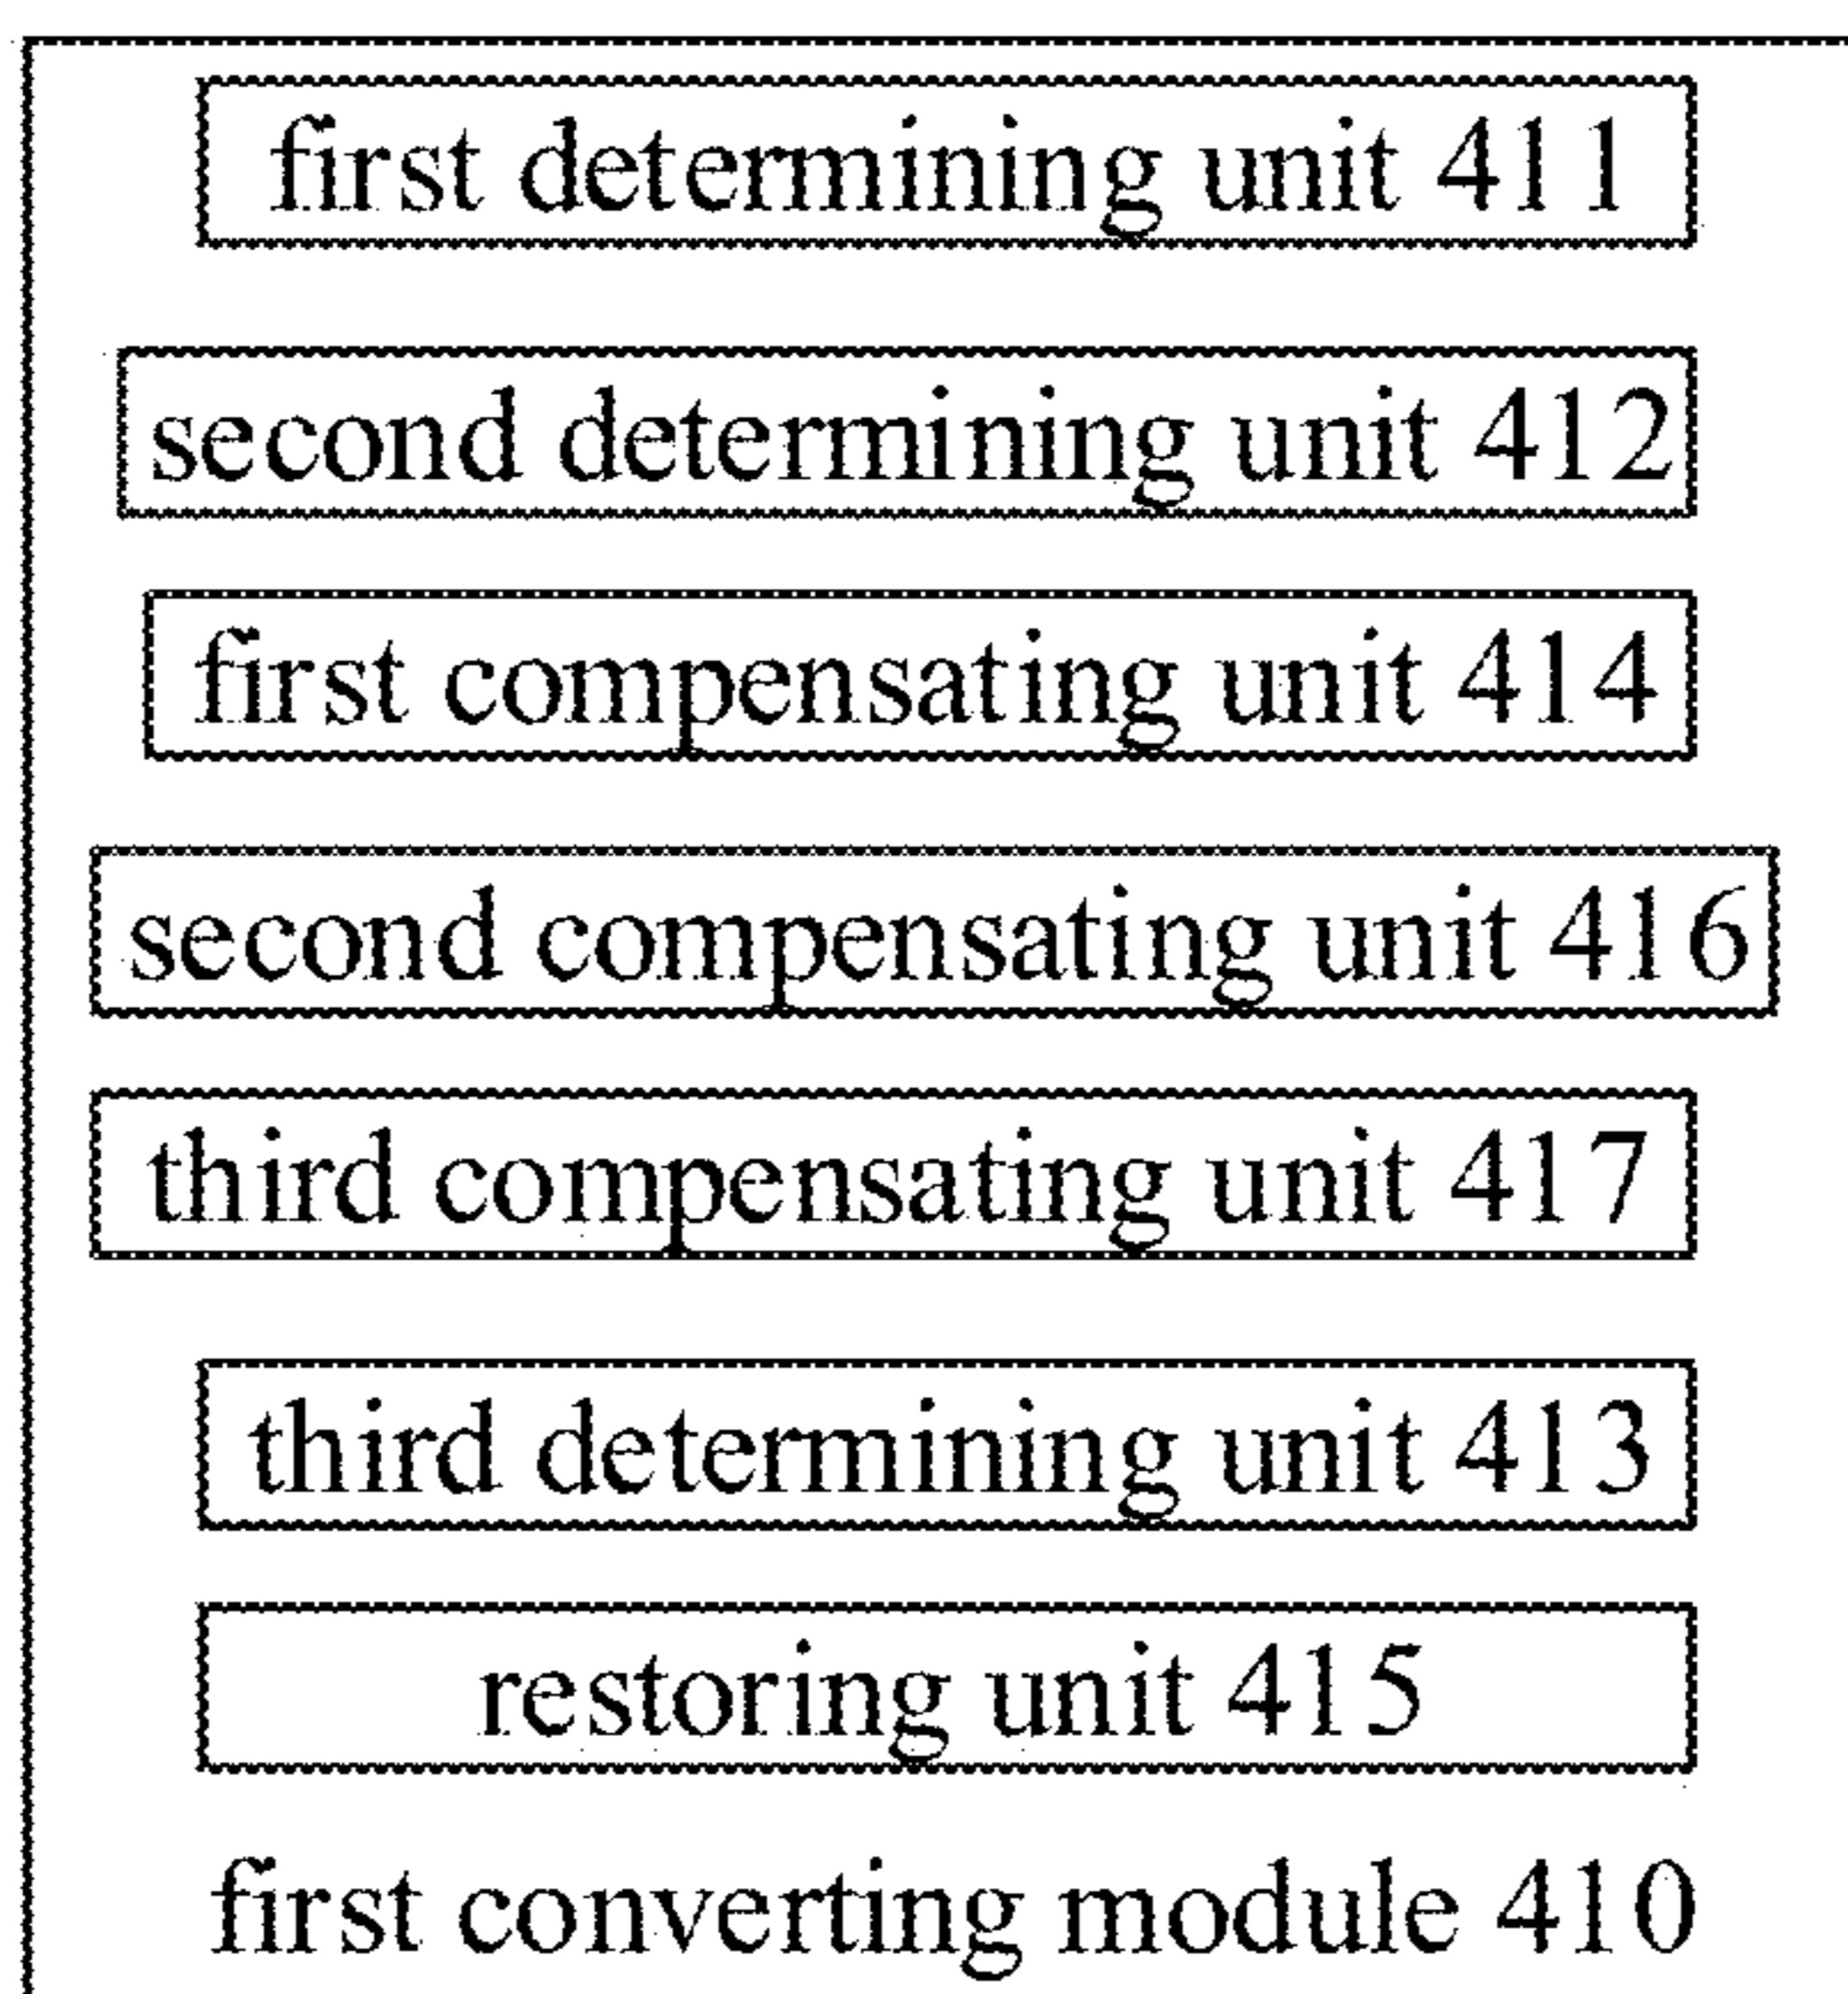 first determining unit 411
second determining unit 412
first compensating unit 414
second compensating unit 416
third compensating unit 417
third determining unit 413
restoring unit 415
first converting module 410